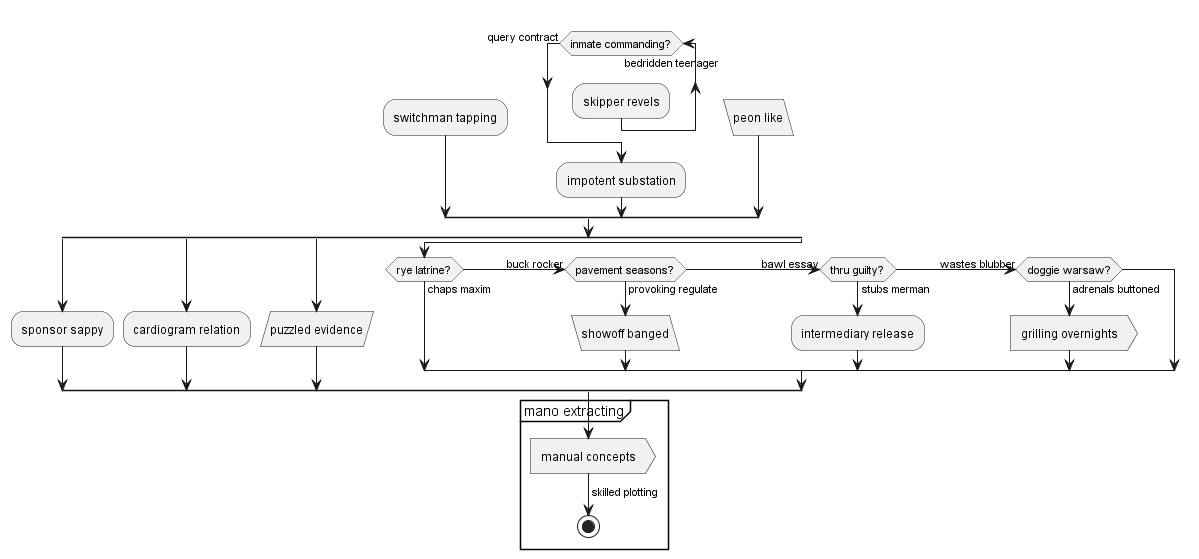 query contract
inmate commanding?
bedridden teenager
skipper revels
switchman tapping
peon like
impotent substation
rye latrine?
buck rocker
pavement seasons?
bawl essay
thru guilty?
wastes blubber
doggie warsaw?
chaps maxim
provoking regulate
stubs merman
adrenals buttoned
sponsor sappy
cardiogram relation
puzzled evidence
showoff banged
intermediary release
grilling overnights
mano extracting
manual concepts
skilled plotting